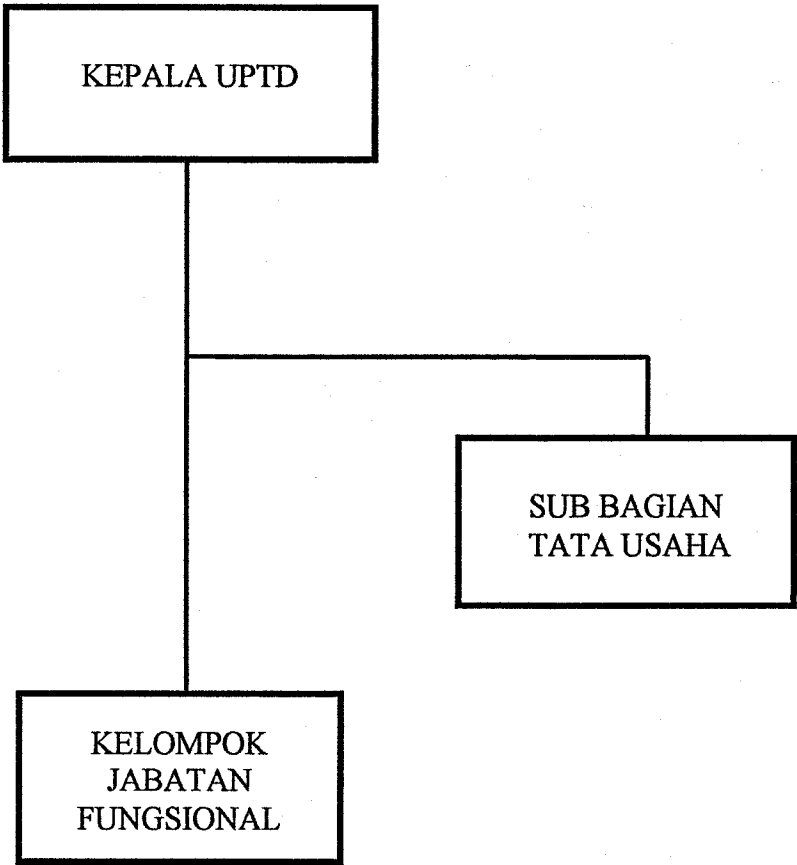 KEPALA UPTD
SUB BAGIAN
TATA USAHA
KELOMPOK
JABATAN
FUNGSIONAL